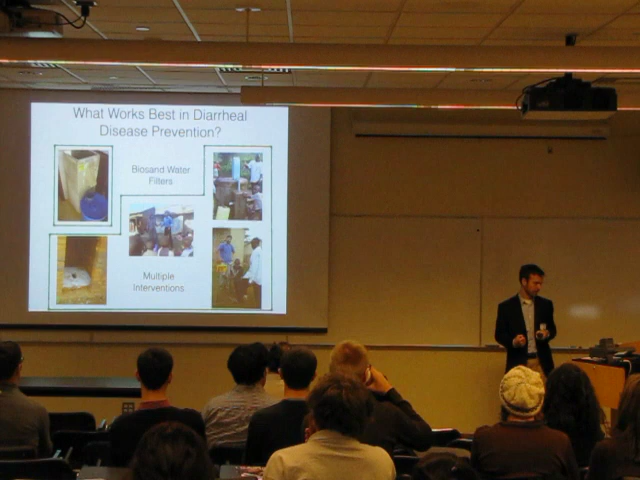 What Works Best in Diarrheal
Disease Prevention?
Biosand Water
Filters
Multiple
Interventions